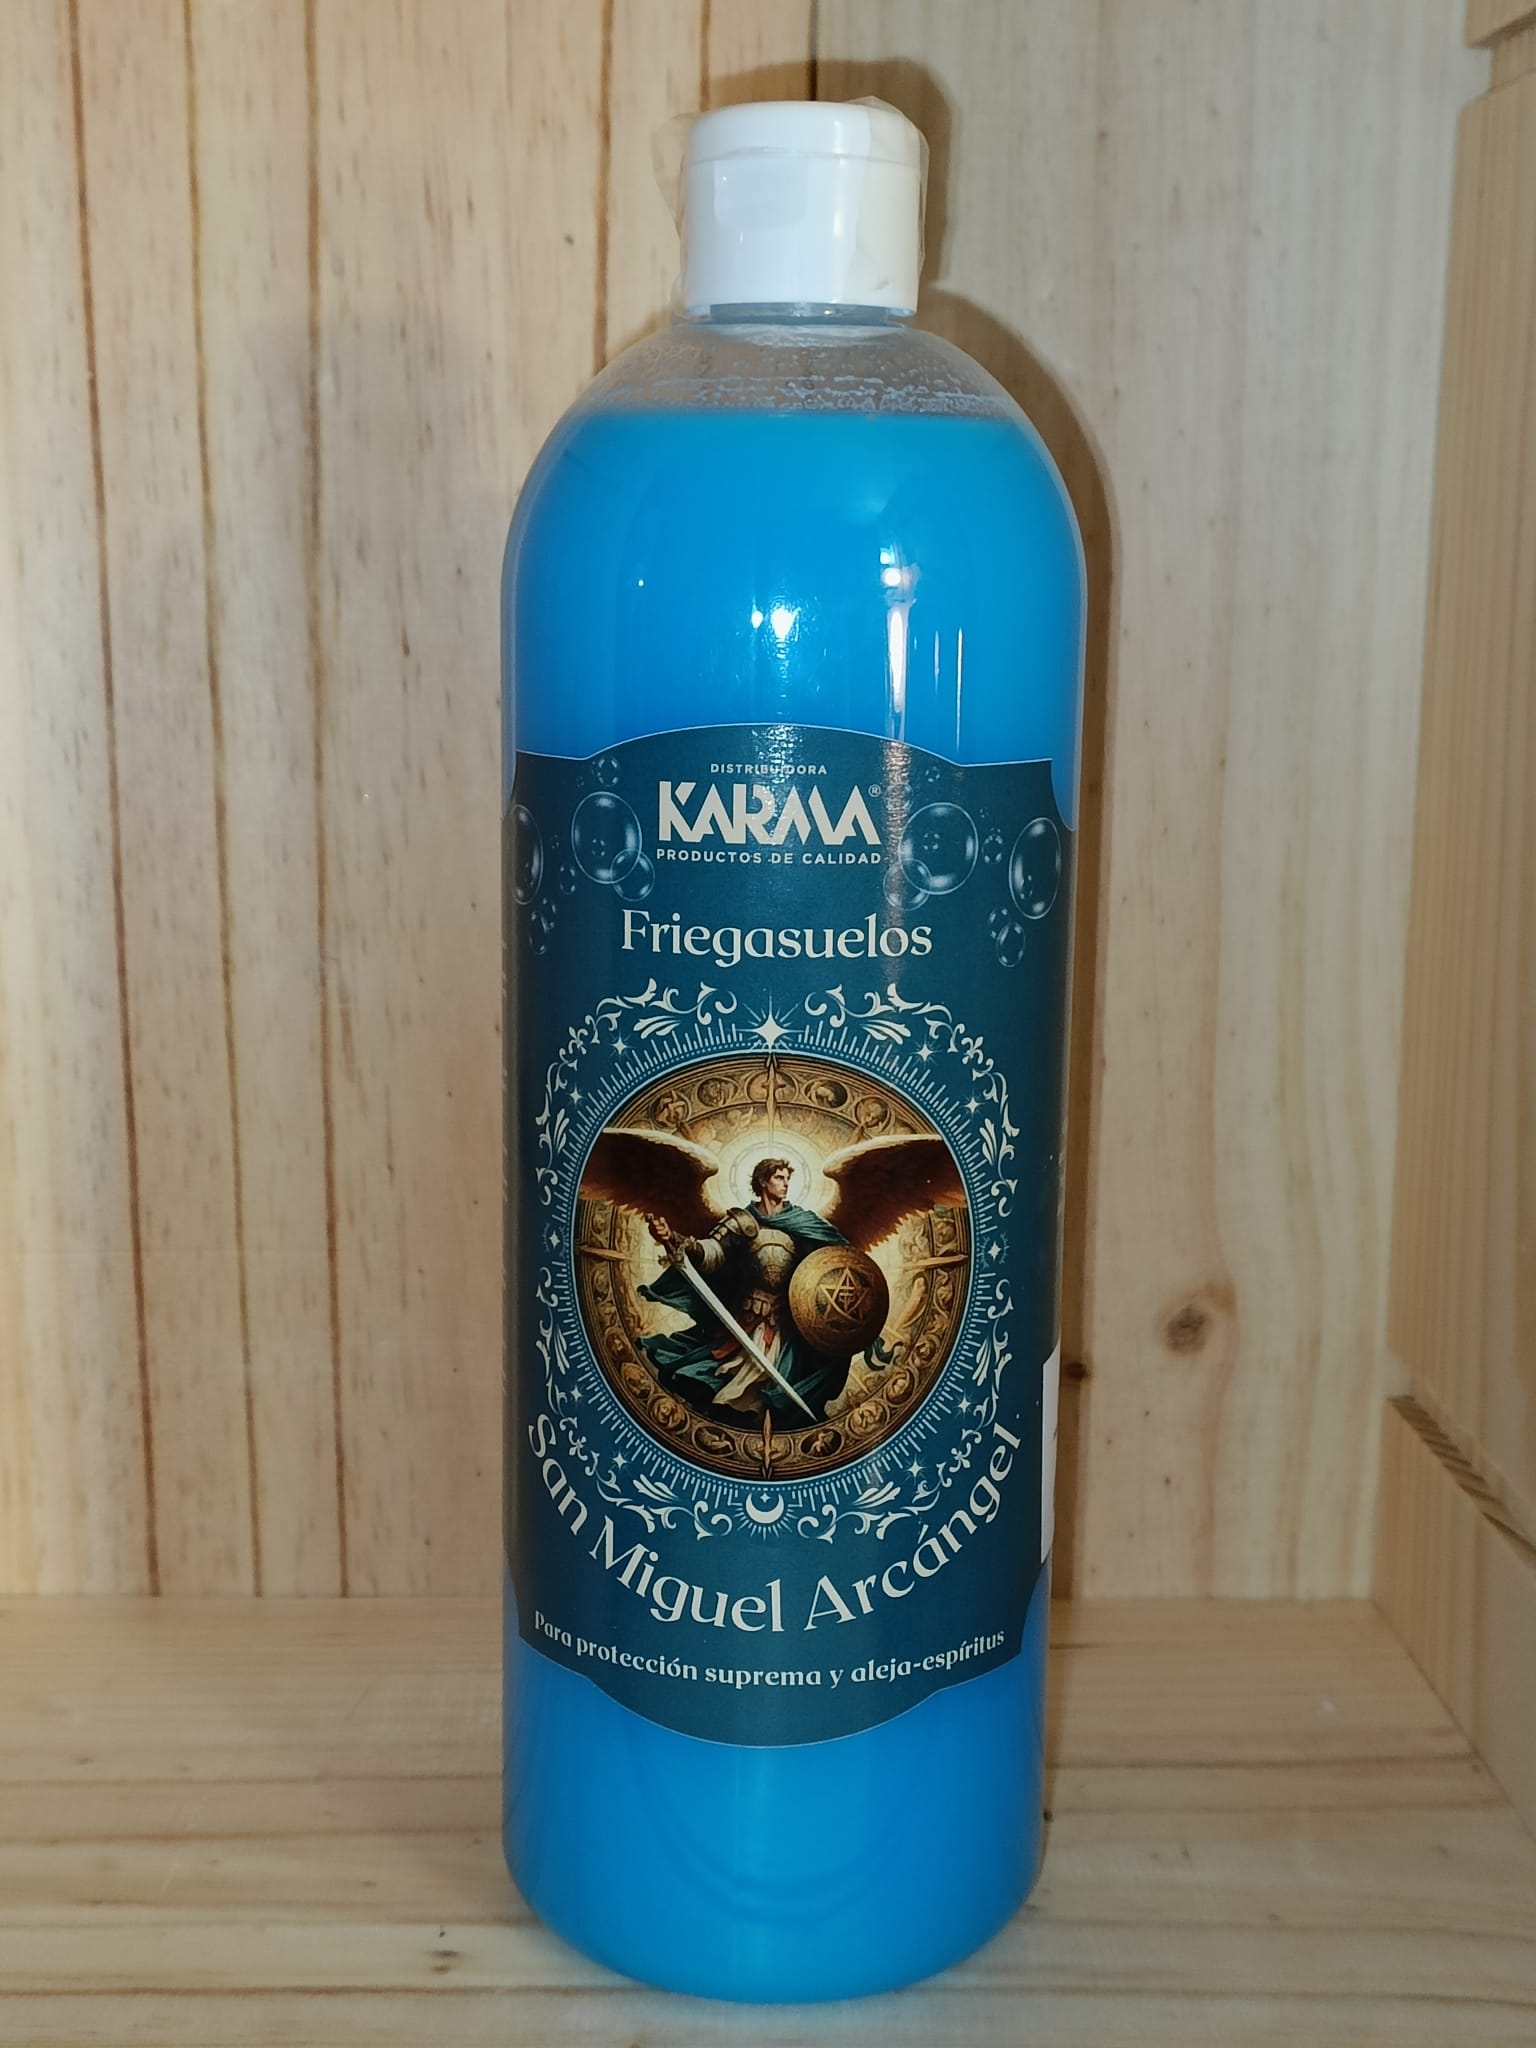 DISTRIBUIDORA
KARMA®
PRODUCTOS DE CALIDAD
Friegasuelos
San Miguel Arcángel
Para protección suprema y aleja-espíritus